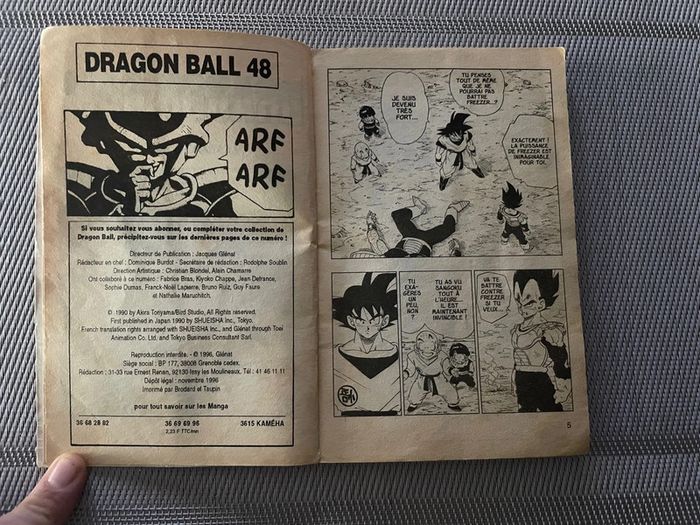 DRAGON BALL 48
ARF
ARF
Si vous souhaitez vous abonner, ou compléter votre collection de
Dragon Ball, précipitez-vous sur les dernières pages de ce numéro !
Directeur de Publication : Jacques Glénat
Rédacteur en chef : Dominique Burdot - Secrétaire de rédaction : Rodolphe Soublin
Direction Artistique : Christian Blondel, Alain Chamarre
Ont collaboré à ce numéro : Fabrice Bras, Kiyoko Chappe, Jean Defrance,
Sophie Dumas, Franck-Noël Lapierre, Bruno Ruiz, Guy Faure
et Nathalie Maruchitch.
© 1990 by Akira Toriyama/Bird Studio, All Rights reserved.
First published in Japan 1990 by SHUEISHA Inc., Tokyo.
French translation rights arranged with SHUEISHA Inc., and Glénat through Toei
Animation Co. Ltd, and Tokyo Business Consultant Sarl.
Reproduction interdite. - @ 1996, Glénat
Siège social : BP 177, 38008 Grenoble cedex.
Rédaction : 31-33 rue Ernest Renan, 92130 Issy les Moulineaux. Tél : 41 46 11 11
Dépôt légal : novembre 1996
Imprimé par Brodard et Taupin
pour tout savoir sur les Manga
36 68 28 02
36 69 69 96
3615 KAMÉHA
2,23 F TTC/mn
JE SUIS
DEVENU
TRÈS
FORT...
TU PENSES
TOUT DE MÊME
QUE JE NE
POURRAI PAS
BATTRE
FREEZER...?
EXACTEMENT !
LA PUISSANCE
DE FREEZER EST
INIMAGINABLE
POUR TOI.
TU
EXA-
GÈRES
UN
PEU,
NON ?
TU AS VU
SANGOKU
TOUT À
L'HEURE...
IL EST
MAINTENANT
INVINCIBLE !
VA TE
BATTRE
CONTRE
FREEZER
SI TU
VEUX...
5